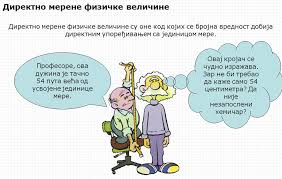 Директно мерене физичке величине
Директно мерене физичке величине су оне код којих се бројна вредност добија
директним упоређивањем са јединицом мере.
Професоре, ова
дужина је тачно
54 пута већа од
усвојене јединице
мере.
Овај кројач се
чудно изражава.
Зар не би требао
да каже само 54
центиметра? Да
није
незапослени
хемичар?